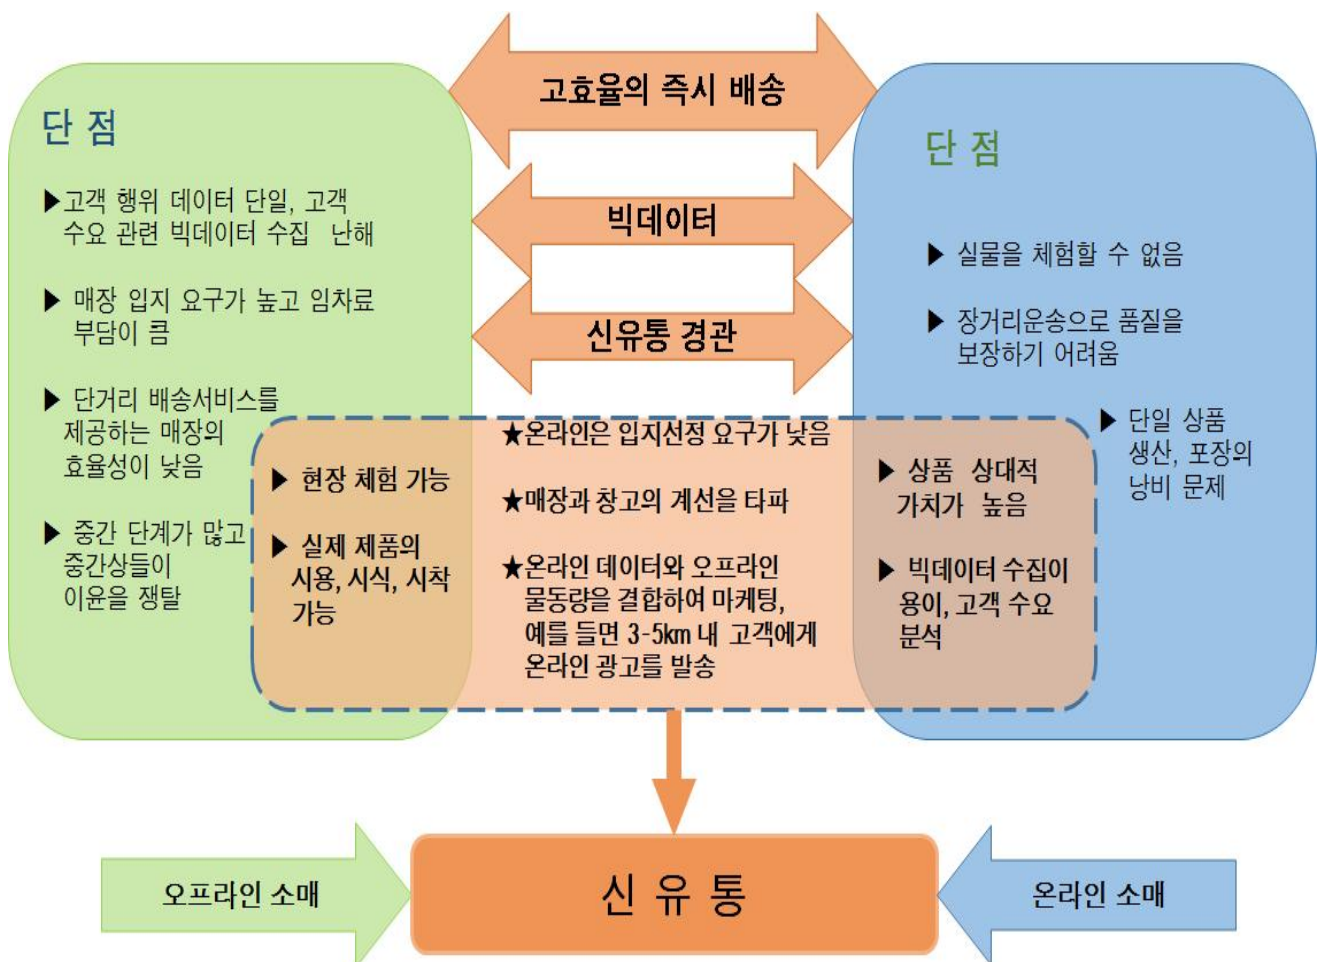 고효율의 즉시 배송
빅데이터
신유통 경관
단 점
▶고객 행위 데이터 단일, 고객
수요 관련 빅데이터 수집 난해
▶ 매장 입지 요구가 높고 임차료
부담이 큼
▶ 단거리 배송서비스를
제공하는 매장의
효율성이 낮음
▶ 중간 단계가 많고
중간상들이
이윤을 쟁탈
▶ 현장 체험 가능
▶ 실제 제품의
시용, 시식, 시착
가능
★온라인은 입지선정 요구가 낮음
★매장과 창고의 계선을 타파
★온라인 데이터와 오프라인
물동량을 결합하여 마케팅,
예를 들면 3-5km 내 고객에게
온라인 광고를 발송
▶ 상품 상대적
가치가 높음
▶ 빅데이터 수집이
용이, 고객 수요
분석
단 점
▶ 실물을 체험할 수 없음
▶ 장거리운송으로 품질을
보장하기 어려움
▶ 단일 상품
생산, 포장의
낭비 문제
오프라인 소매
신 유 통
온라인 소매